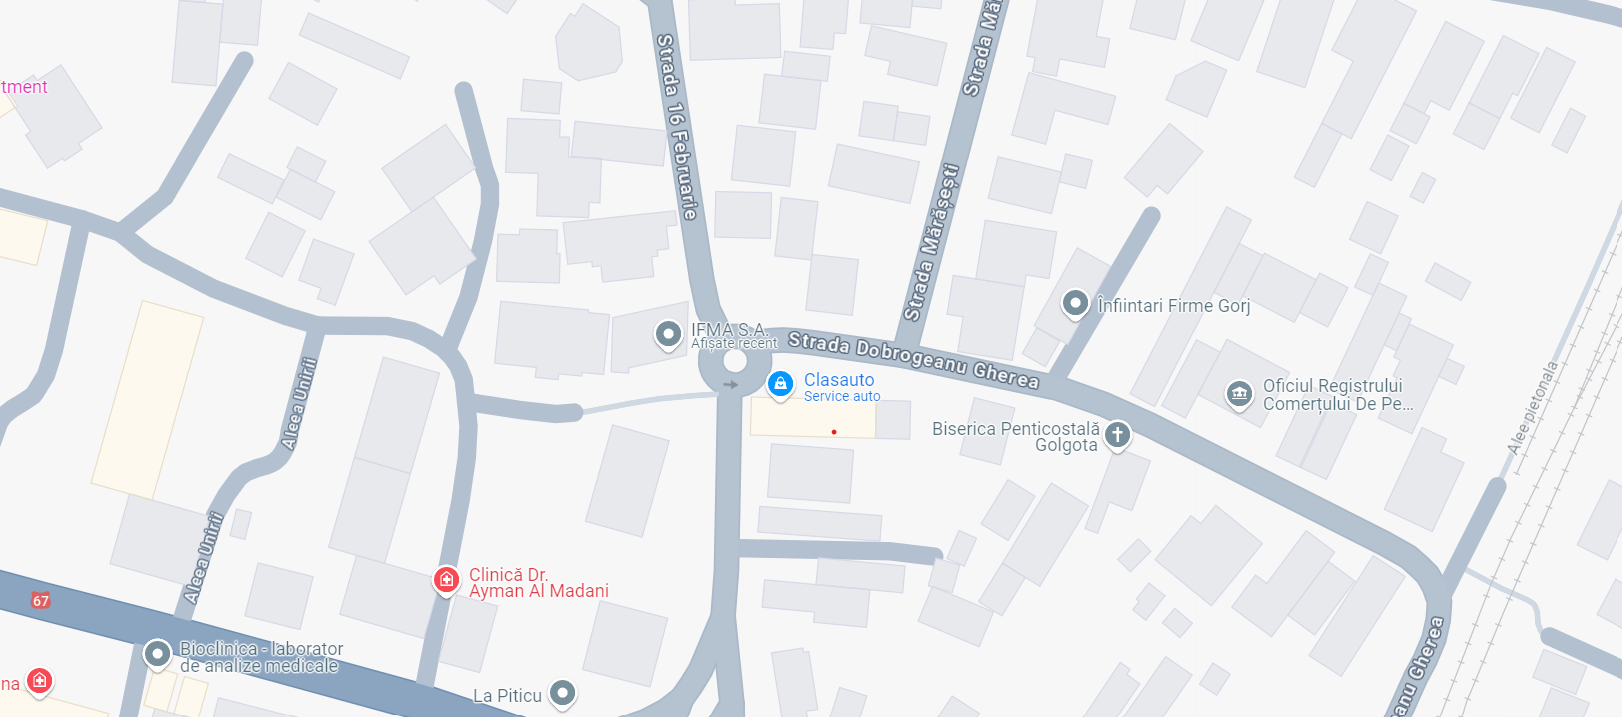 Strada 16 Februarie
Strada Mă
Strada Mărășești
tment
Înființari Firme Gorj
IFMA S.A.
Afișate recent
Strada Dobrogeanu Gherea
Clasauto
Service auto
Oficiul Registrului
Comerțului De Pe...
Biserica Penticostală
Golgota
Alee pietonala
Aleea Unirii
Aleea Unirii
Clinică Dr.
Ayman Al Madani
67
Bioclinica - laborator
de analize medicale
na
La Piticu
anu Gherea